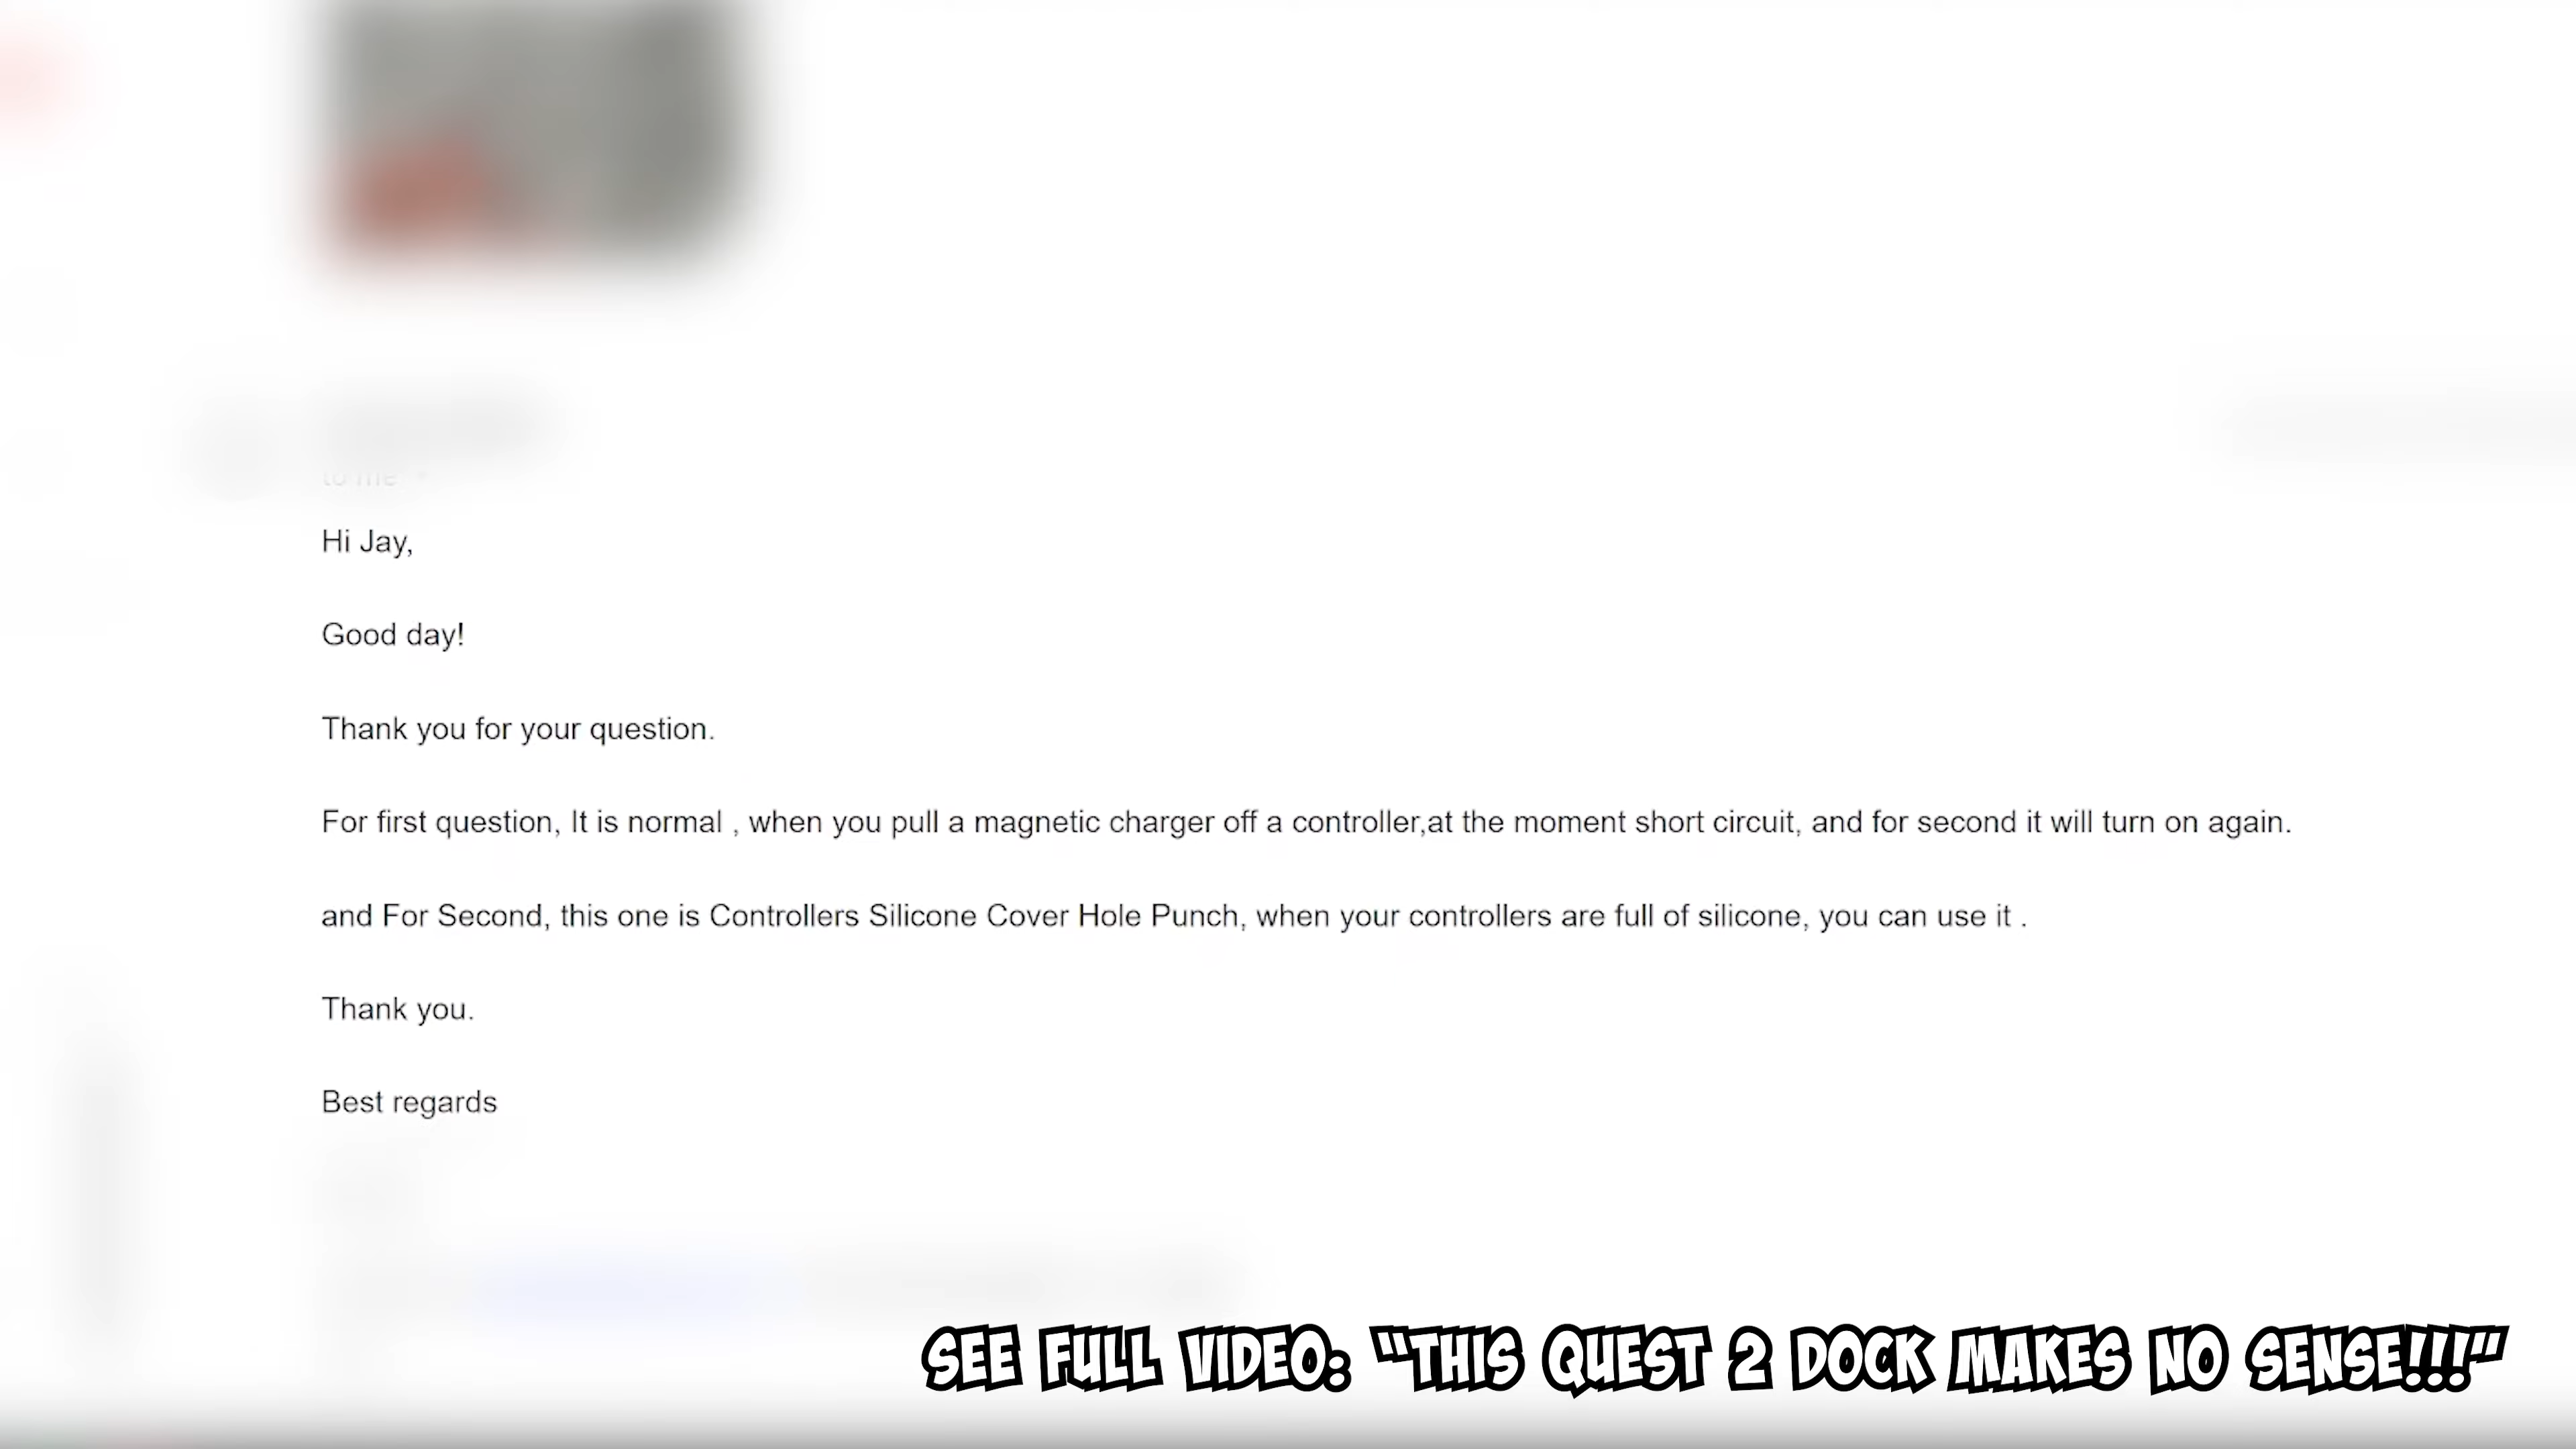 to me
Hi Jay,
Good day!
Thank you for your question.
For first question, It is normal , when you pull a magnetic charger off a controller,at the moment short circuit, and for second it will turn on again.
and For Second, this one is Controllers Silicone Cover Hole Punch, when your controllers are full of silicone, you can use it .
Thank you.
Best regards
SEE FULL VIDEO: "THIS QUEST 2 DOCK MAKES NO SENSE!!!"